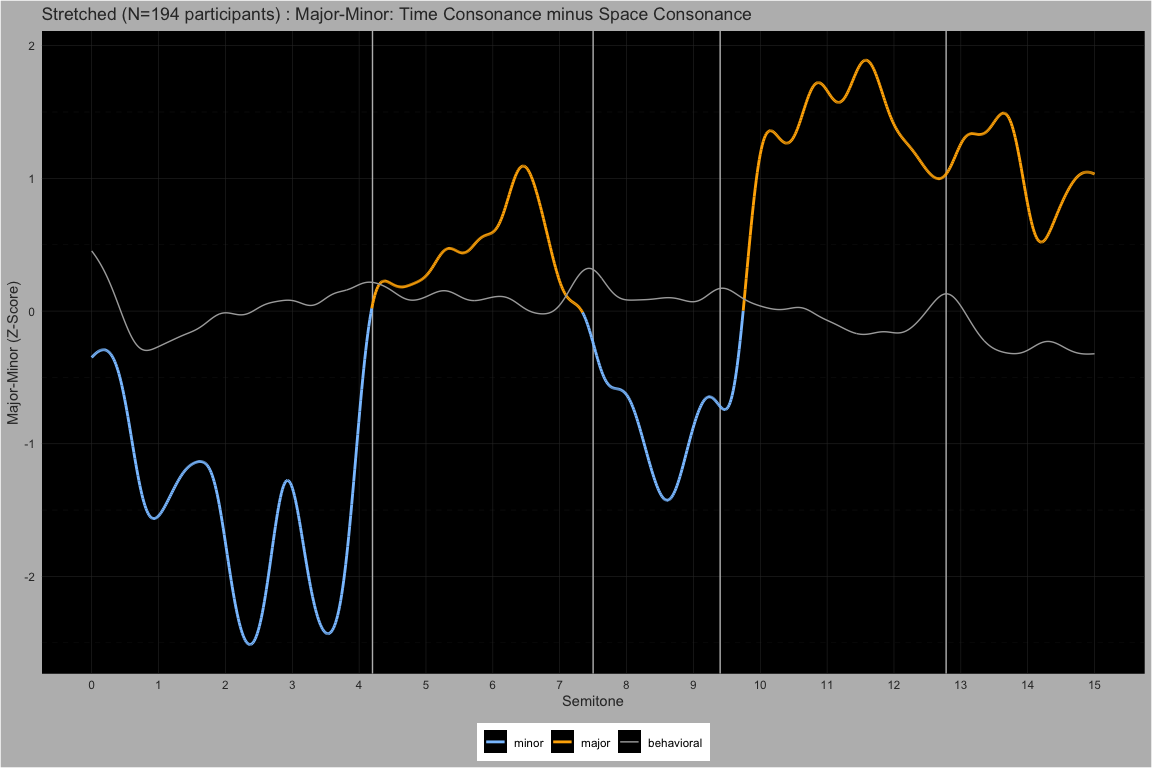 Stretched (N=194 participants) : Major-Minor: Time Consonance minus Space Consonance
Major-Minor (Z-Score)
2
1
0
-1
-2
0 1 2 3 4 5 6 7 8 9 10 11 12 13 14 15
Semitone
minor major behavioral